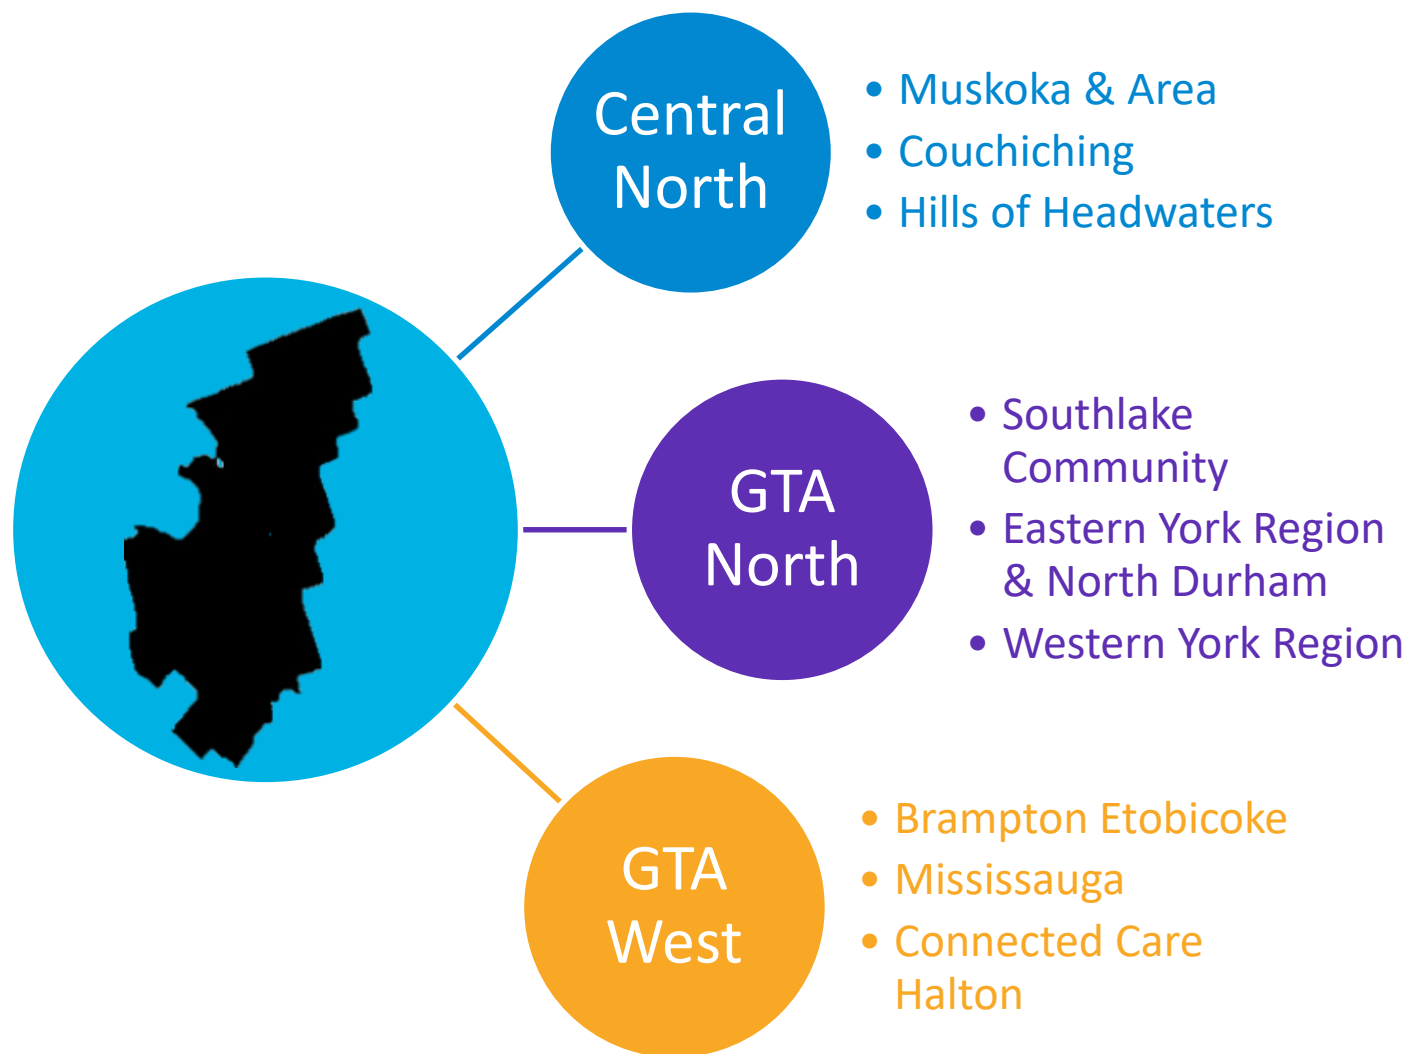 Central
North
• Muskoka & Area
• Couchiching
• Hills of Headwaters
GTA
North
• Southlake
Community
• Eastern York Region
& North Durham
• Western York Region
GTA
West
• Brampton Etobicoke
• Mississauga
• Connected Care
Halton